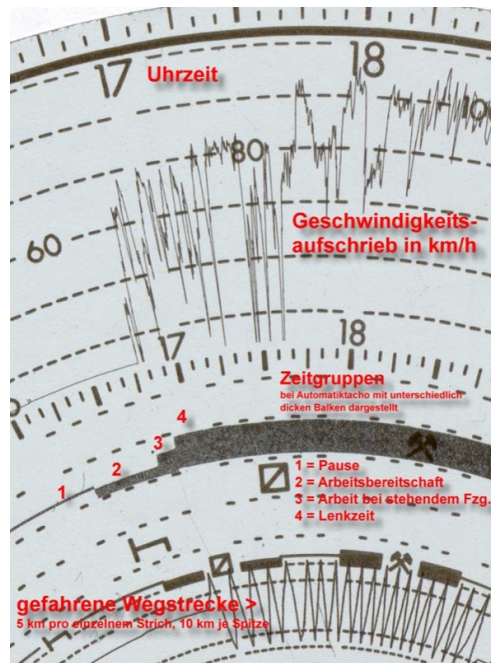 17
Uhrzeit
18
100
80
60
Geschwindigkeits-
aufschrieb in km/h
17
18
Zeitgruppen
bei Automatiktacho mit unterschiedlich
dicken Balken dargestellt
4
3
2
1
1 = Pause
2 = Arbeitsbereitschaft
3 = Arbeit bei stehendem Fzg.
4 = Lenkzeit
gefahrene Wegstrecke >
5 km pro einzelnem Strich, 10 km je Spitze